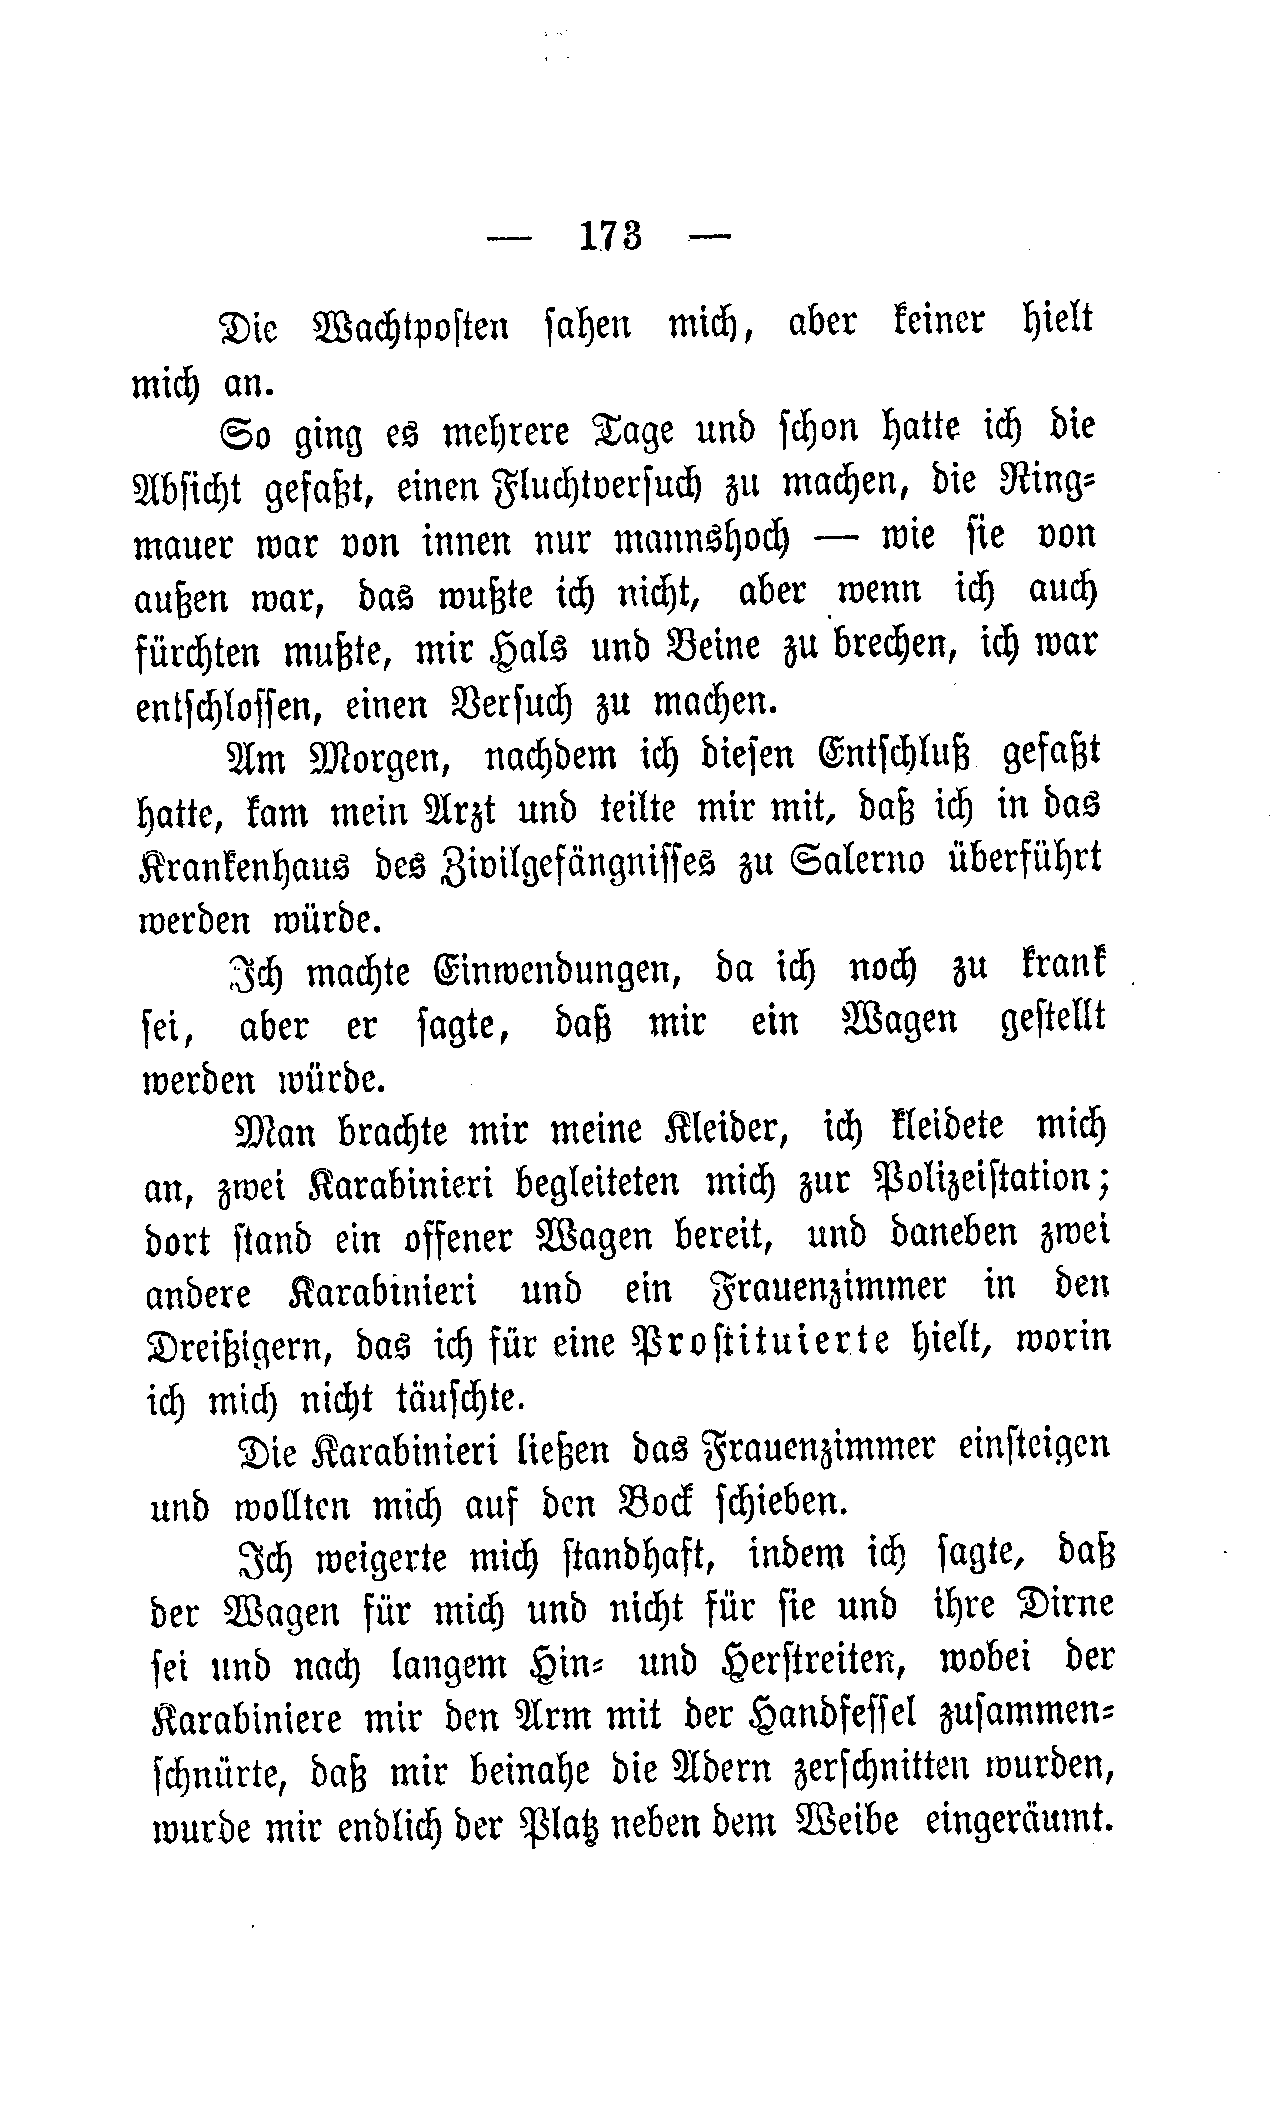 — 173 —
Die Wachtposten sahen mich, aber keiner hielt
mich an.
So ging es mehrere Tage und schon hatte ich die
Absicht gefaßt, einen Fluchtversuch zu machen, die Ring-
mauer war von innen nur mannshoch — wie sie von
außen war, das wußte ich nicht, aber wenn ich auch
fürchten mußte, mir Hals und Beine zu brechen, ich war
entschlossen, einen Versuch zu machen.
Am Morgen, nachdem ich diesen Entschluß gefaßt
hatte, kam mein Arzt und teilte mir mit, daß ich in das
Krankenhaus des Zivilgefängnisses zu Salerno überführt
werden würde.
Ich machte Einwendungen, da ich noch zu krank
sei, aber er sagte, daß mir ein Wagen gestellt
werden würde.
Man brachte mir meine Kleider, ich kleidete mich
an, zwei Karabinieri begleiteten mich zur Polizeistation;
dort stand ein offener Wagen bereit, und daneben zwei
andere Karabinieri und ein Frauenzimmer in den
Dreißigern, das ich für eine Prostituierte hielt, worin
ich mich nicht täuschte.
Die Karabinieri ließen das Frauenzimmer einsteigen
und wollten mich auf den Bock schieben.
Ich weigerte mich standhaft, indem ich sagte, daß
der Wagen für mich und nicht für sie und ihre Dirne
sei und nach langem Hin- und Herstreiten, wobei der
Karabiniere mir den Arm mit der Handfessel zusammen-
schnürte, daß mir beinahe die Adern zerschnitten wurden,
wurde mir endlich der Platz neben dem Weibe eingeräumt.